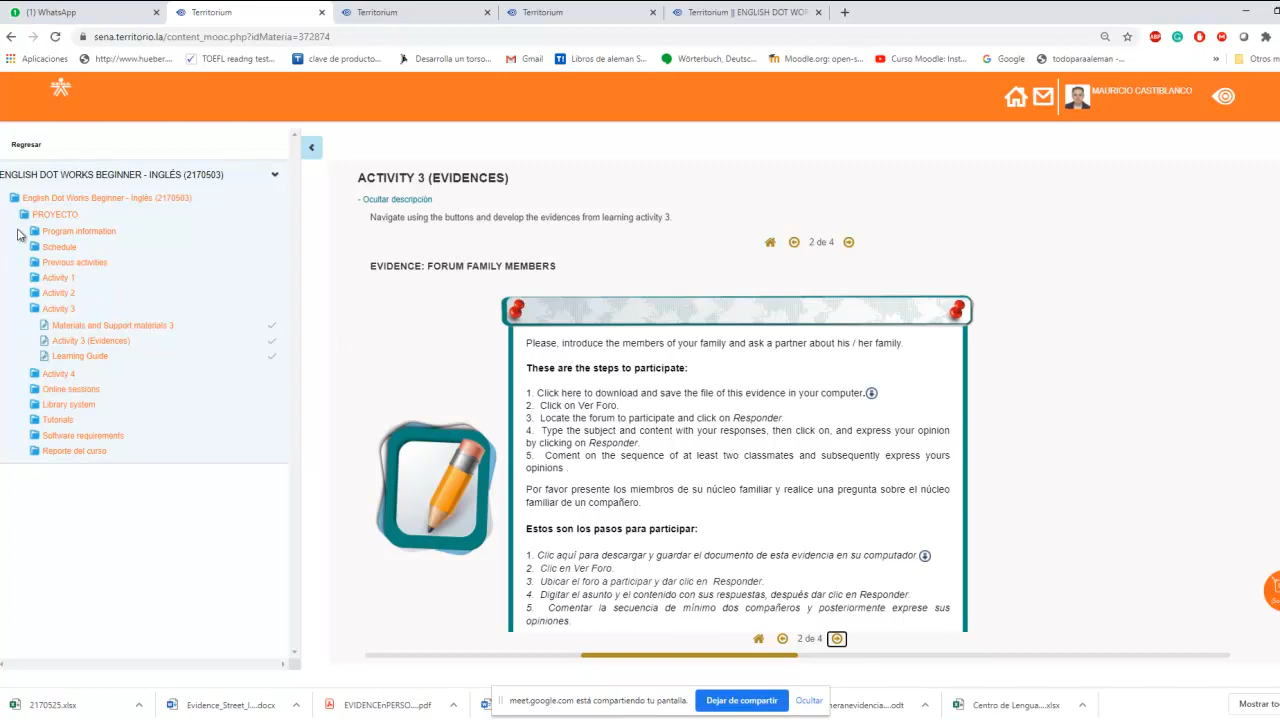 (1) WhatsApp
Territorium
Territorium
Territorium
Territorium || ENGLISH DOT WOR
sena.territorio.la/content_mooc.php?idMateria=372874
Aplicaciones
http://www.hueber....
TOEFL readng test...
clave de producto...
Desarrolla un torso...
Gmail
Libros de aleman S...
Wörterbuch, Deutsc...
Moodle.org: open-s...
Curso Moodle: Inst...
Google
todoparaaleman -...
»
Otros m
MAURICIO CASTIBLANCO
Regresar
ENGLISH DOT WORKS BEGINNER - INGLÉS (2170503)
English Dot Works Beginner - Inglés (2170503)
PROYECTO
Program information
Schedule
Previous activities
Activity 1
Activity 2
Activity 3
Materials and Support materials 3
Activity 3 (Evidences)
Learning Guide
Activity 4
Online sessions
Library system
Tutorials
Software requirements
Reporte del curso
ACTIVITY 3 (EVIDENCES)
- Ocultar descripción
Navigate using the buttons and develop the evidences from learning activity 3.
2 de 4
EVIDENCE: FORUM FAMILY MEMBERS
Please, introduce the members of your family and ask a partner about his / her family.
These are the steps to participate:
1. Click here to download and save the file of this evidence in your computer.
2. Click on Ver Foro.
3. Locate the forum to participate and click on Responder.
4. Type the subject and content with your responses, then click on, and express your opinion
by clicking on Responder.
5. Coment on the sequence of at least two classmates and subsequently express yours
opinions .
Por favor presente los miembros de su núcleo familiar y realice una pregunta sobre el núcleo
familiar de un compañero.
Estos son los pasos para participar:
1. Clic aquí para descargar y guardar el documento de esta evidencia en su computador.
2. Clic en Ver Foro.
3. Ubicar el foro a participar y dar clic en Responder.
4. Digitar el asunto y el contenido con sus respuestas, después dar clic en Responder.
5. Comentar la secuencia de mínimo dos compañeros y posteriormente exprese sus
opiniones.
2 de 4
2170525.xlsx
Evidence_Street_l....docx
EVIDENCEnPERSO....pdf
meet.google.com está compartiendo tu pantalla.
Dejar de compartir
Ocultar
neranevidencia....odt
Centro de Lengua....xlsx
Mostrar to